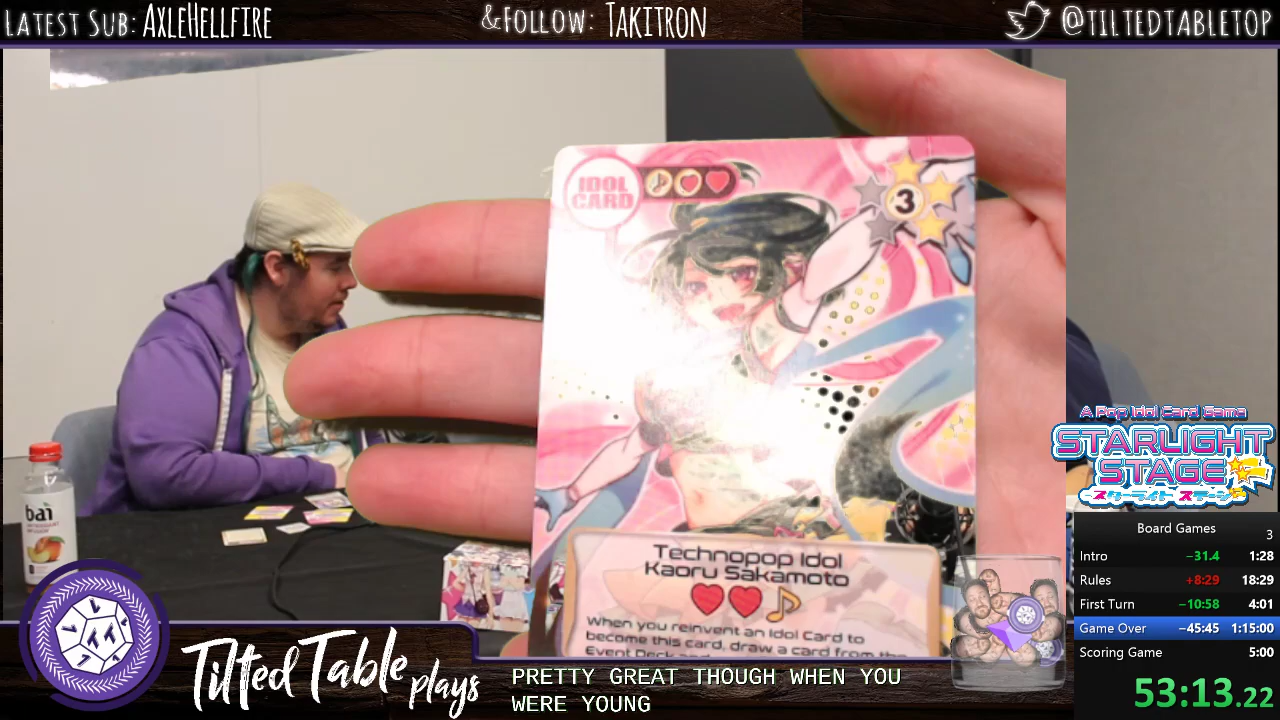 LATEST SUB: AXLEHELLFIRE
&FOLLOW: TAKITRON
@TILTEDTABLETOP
IDOL
CARD
3
Technopop Idol
Kaoru Sakamoto
When you reinvent an Idol Card to
become this card, draw a card from the
Event Deck and
bai
A Pop Idol Card Game
STARLIGHT
STAGE
スターライト ステージ
Board Games
3
Intro −31.4 1:28
Rules +8:29 18:29
First Turn −10:58 4:01
Game Over −45:45 1:15:00
Scoring Game 5:00
53:13.22
Tilted Table plays
PRETTY GREAT THOUGH WHEN YOU
WERE YOUNG